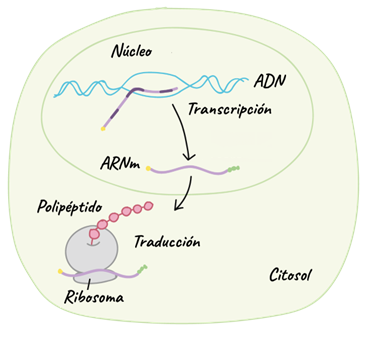 Núcleo
ADN
Transcripción
ARNm
Polipéptido
Traducción
Citosol
Ribosoma